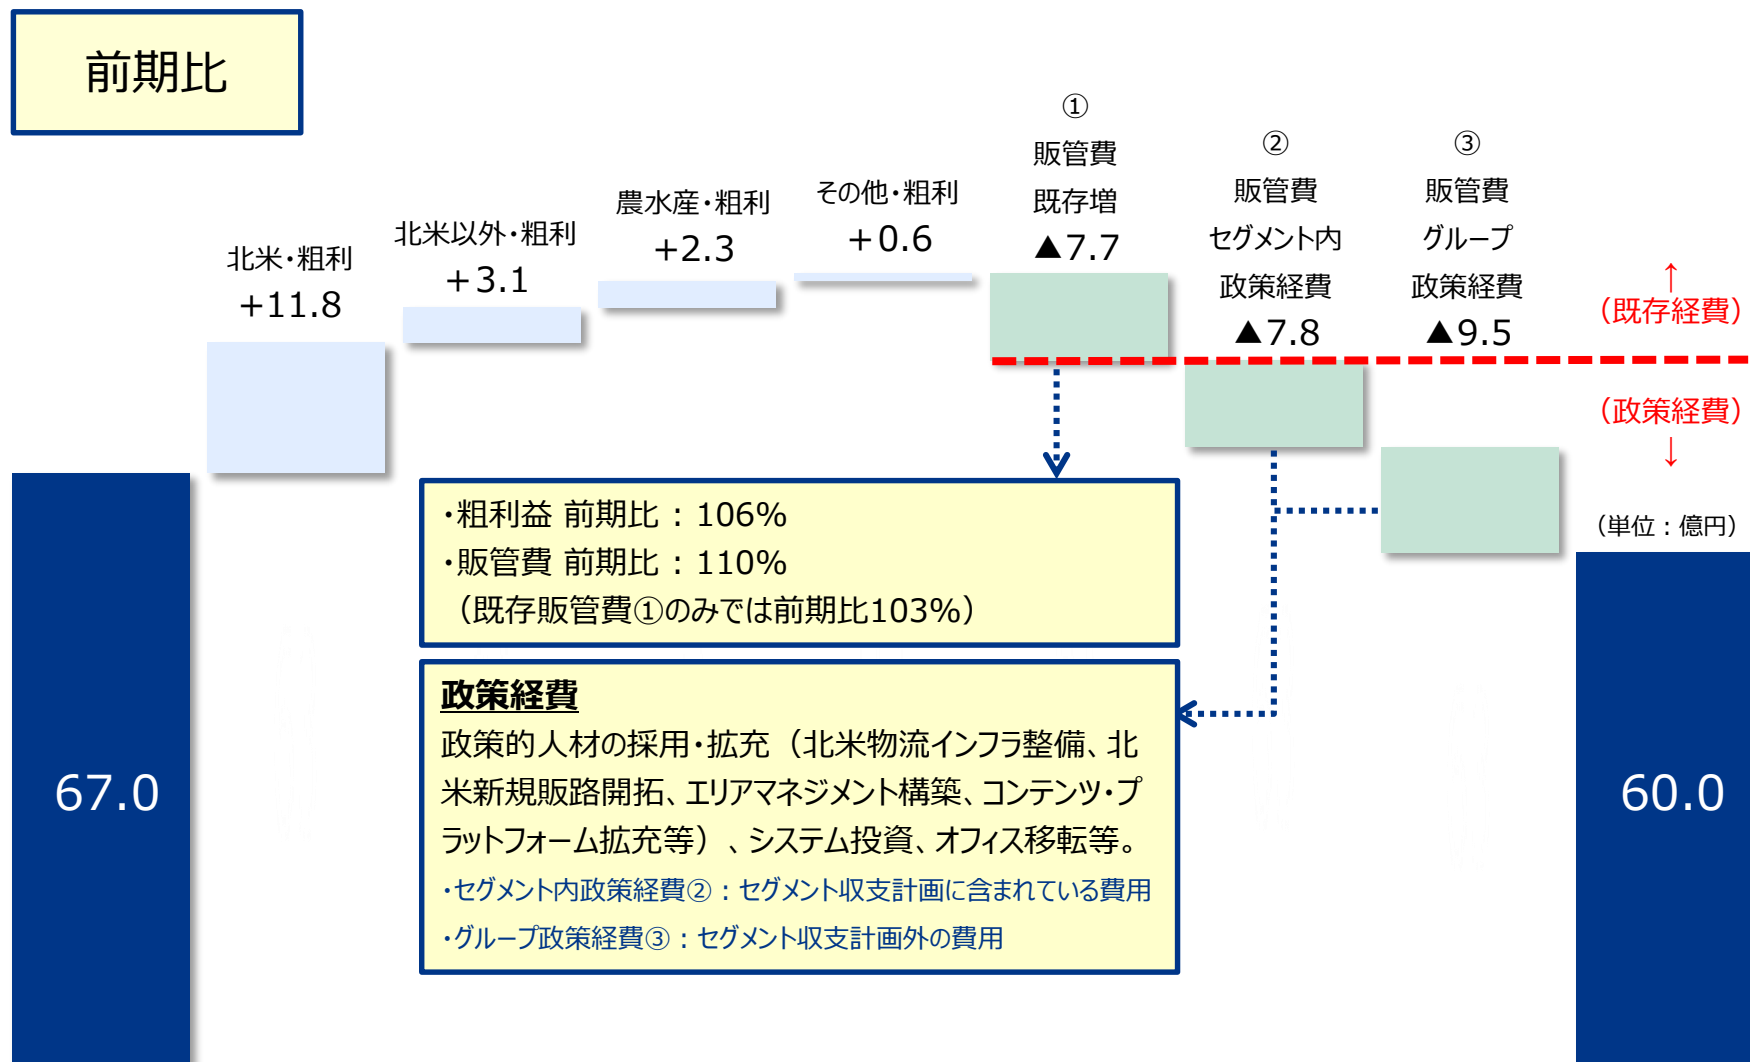 前期比
北米・粗利
+11.8
北米以外・粗利
+3.1
農水産・粗利
+2.3
その他・粗利
+0.6
①
販管費
既存増
▲7.7
②
販管費
セグメント内
政策経費
▲7.8
③
販管費
グループ
政策経費
▲9.5
↑
（既存経費）
（政策経費）
↓
（単位：億円）
67.0
60.0
・粗利益 前期比：106%
・販管費 前期比：110%
（既存販管費①のみでは前期比103%）
政策経費
政策的人材の採用・拡充（北米物流インフラ整備、北
米新規販路開拓、エリアマネジメント構築、コンテンツ・プ
ラットフォーム拡充等）、システム投資、オフィス移転等。
・セグメント内政策経費②：セグメント収支計画に含まれている費用
・グループ政策経費③：セグメント収支計画外の費用